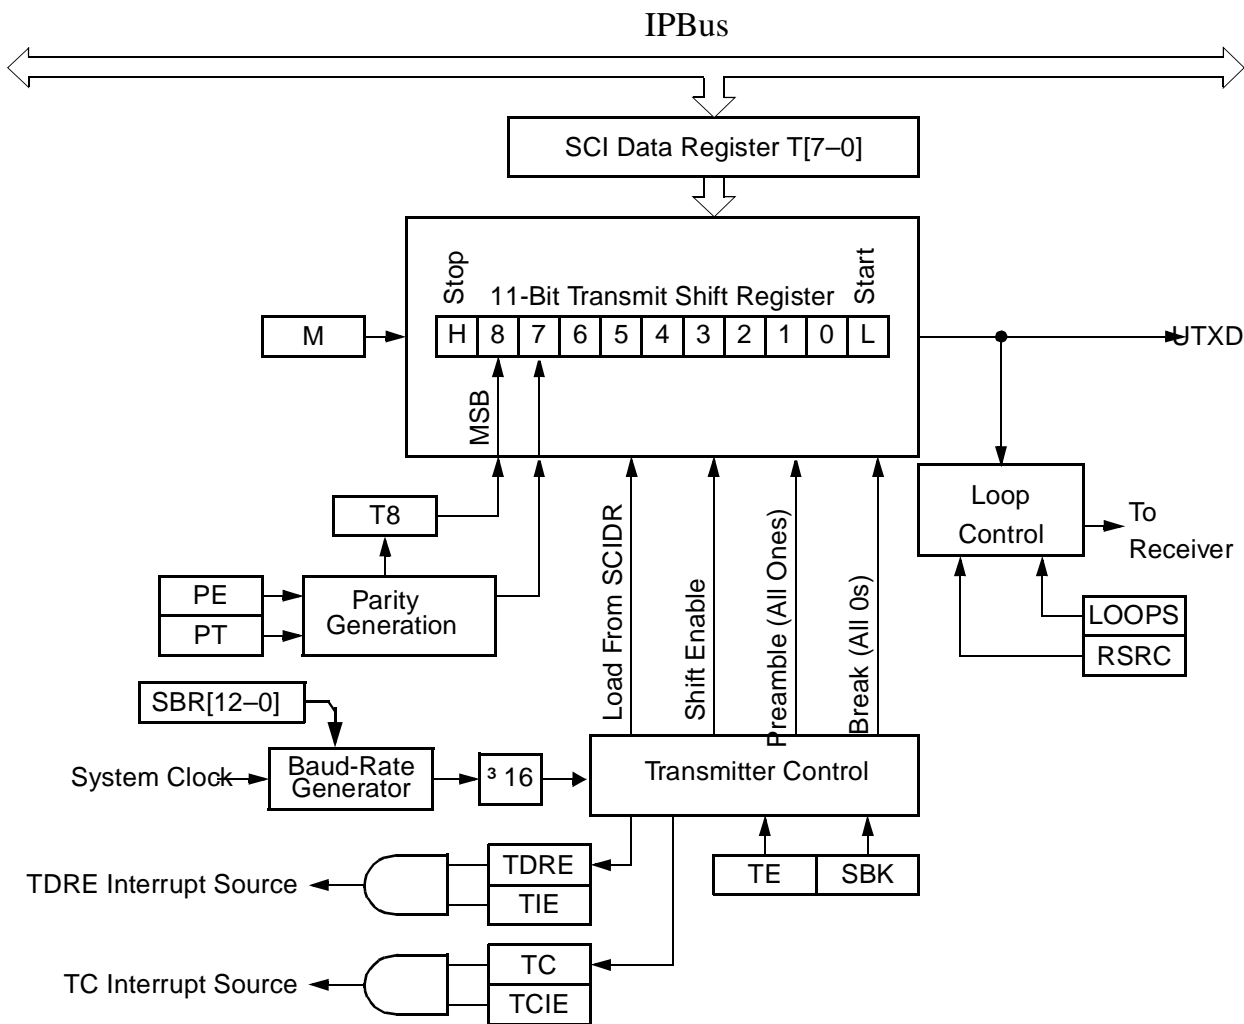 IPBus
SCI Data Register T[7–0]
Stop
11-Bit Transmit Shift Register
Start
H 8 7 6 5 4 3 2 1 0 L
M
UTXD
MSB
Loop
Control
To
Receiver
T8
PE
PT
Parity
Generation
Load From SCIDR
Shift Enable
Preamble (All Ones)
Break (All 0s)
LOOPS
RSRC
SBR[12–0]
System Clock
Baud-Rate
Generator
³ 16
Transmitter Control
TDRE Interrupt Source
TDRE
TIE
TE
SBK
TC Interrupt Source
TC
TCIE